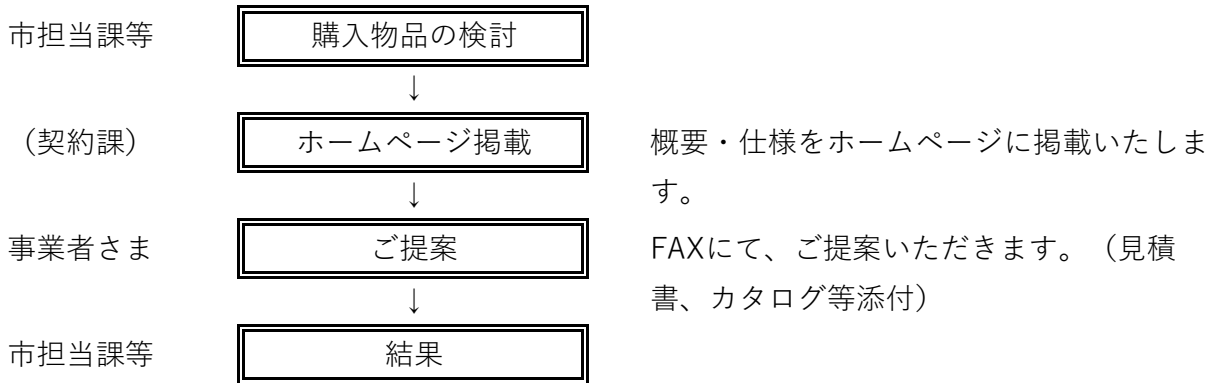 市担当課等 購入物品の検討
↓
(契約課) ホームページ掲載 概要・仕様をホームページに掲載いたしま
↓ す。
事業者さま ご提案 FAXにて、ご提案いただきます。(見積
↓ 書、カタログ等添付)
市担当課等 結果